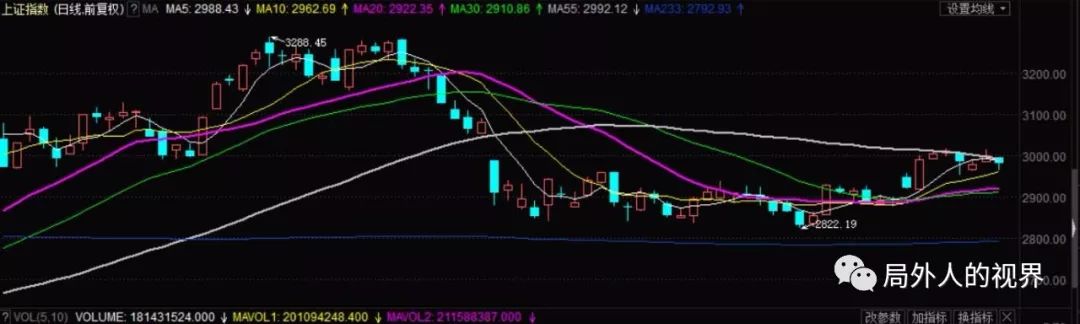 上证指数 (日线.前复权) ? MA MA5: 2988.43 ↓ MA10: 2962.69 ↑ MA20: 2922.35 ↑ MA30: 2910.86 ↑ MA55: 2992.12 ↓ MA233: 2792.93 ↑ 设置均线
3288.45
3200.00
3100.00
3000.00
2900.00
2822.19
2800.00
局外人的视界
? VOL(5,10) VOLUME: 181431524.000 ↓ MAVOL1: 201094248.400 ↓ MAVOL2: 211588387.000 ↓ 改参数 加指标 换指标